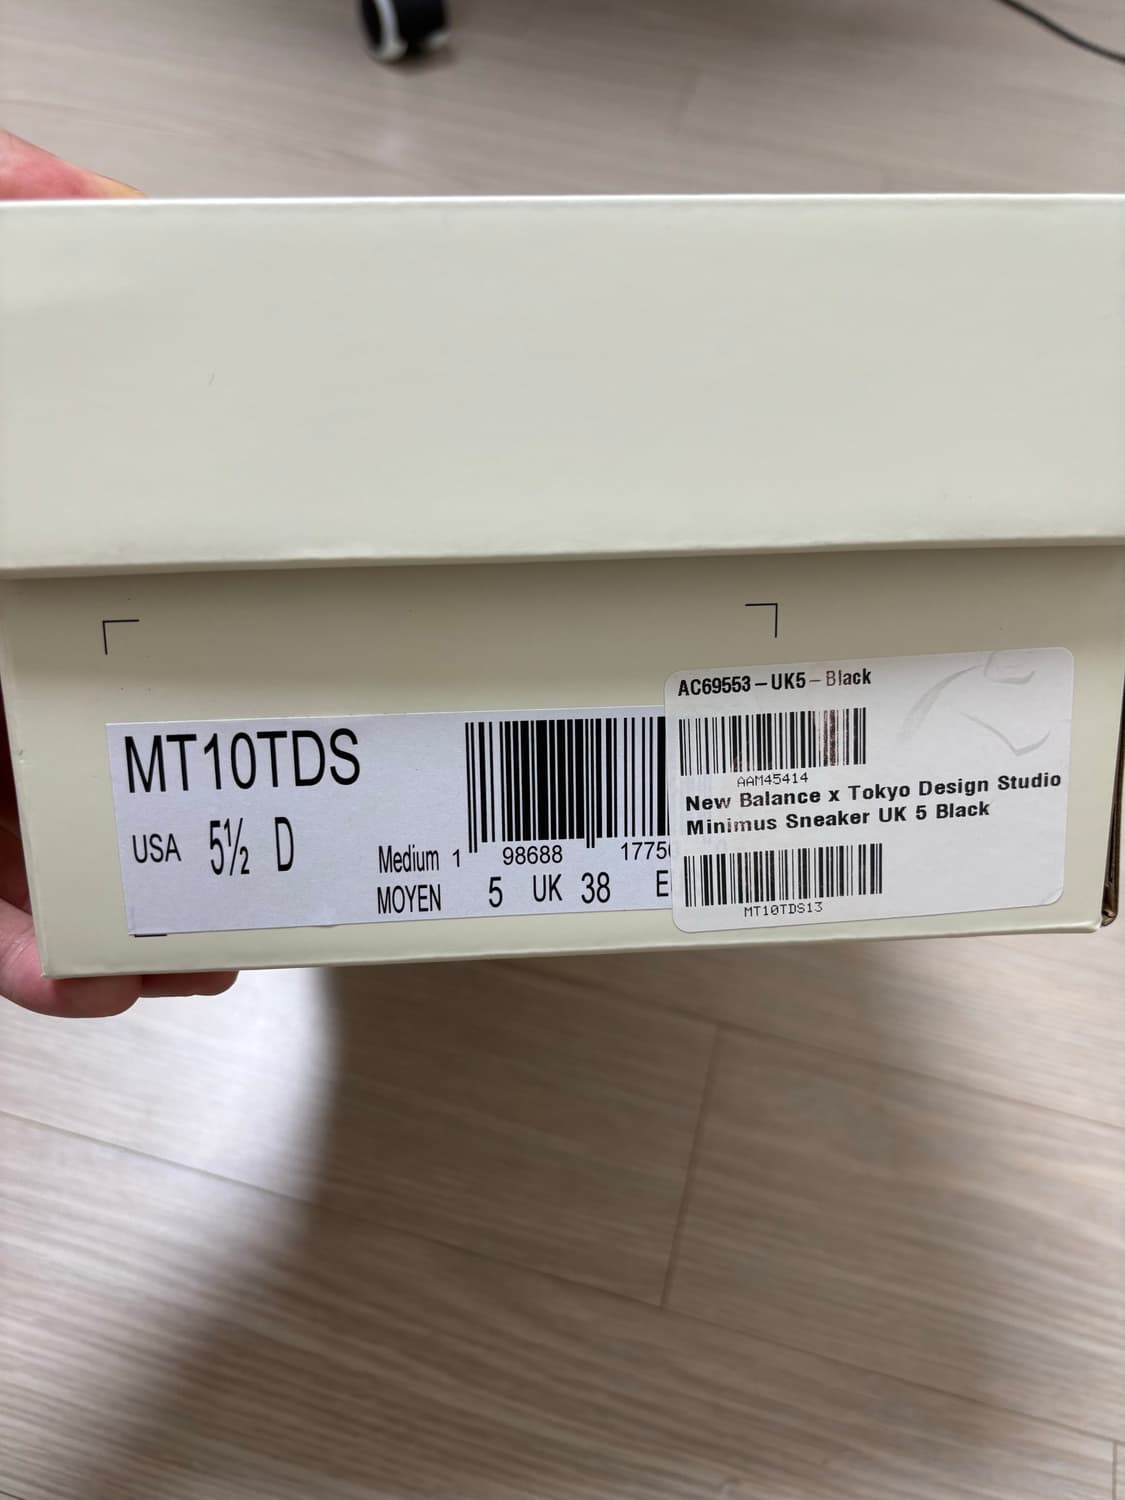 MT10TDS
USA 5½ D
Medium 1 98688
MOYEN 5 UK 38
AC69553-UK5-Black
AAM45414
New Balance x Tokyo Design Studio
Minimus Sneaker UK 5 Black
MT10TDS13